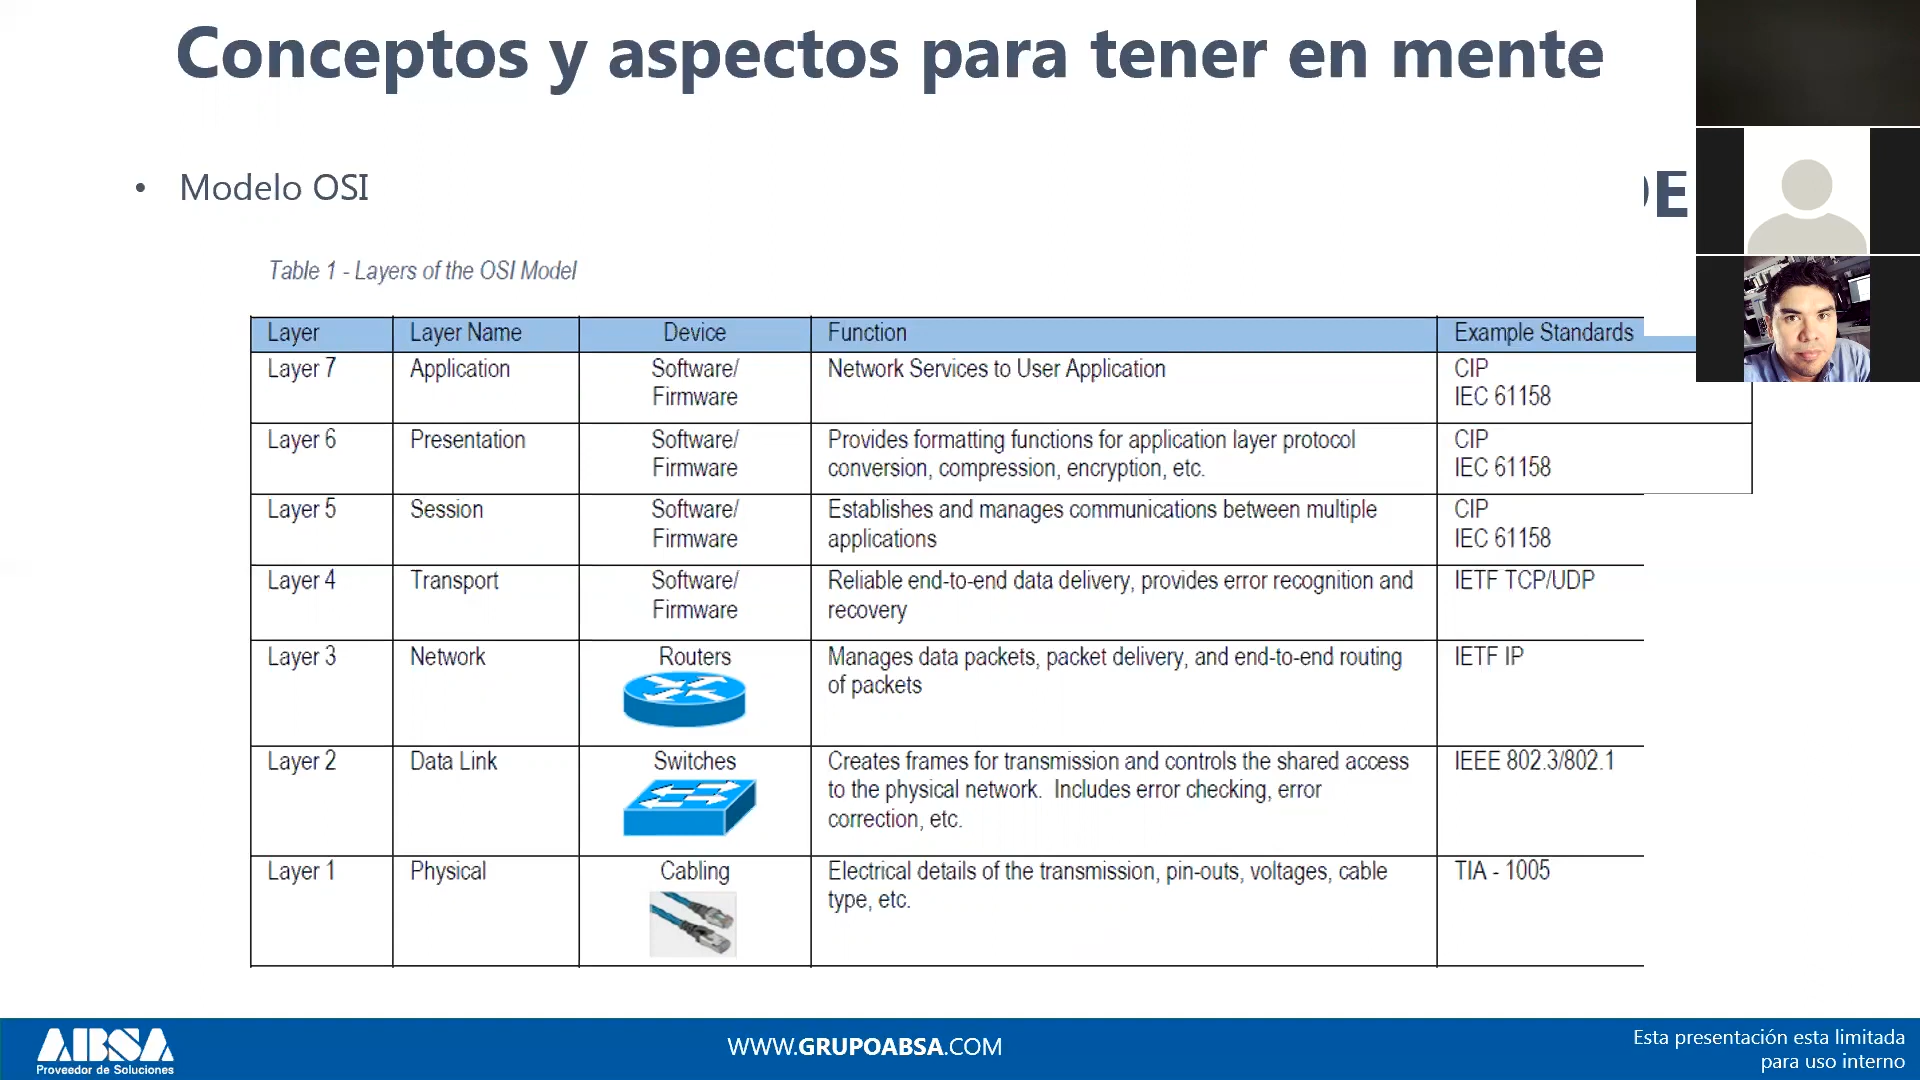 Conceptos y aspectos para tener en mente
• Modelo OSI
Table 1 - Layers of the OSI Model
Layer Layer Name Device Function Example Standards
Layer 7 Application Software/ Network Services to User Application CIP
Firmware IEC 61158
Layer 6 Presentation Software/ Provides formatting functions for application layer protocol CIP
Firmware conversion, compression, encryption, etc. IEC 61158
Layer 5 Session Software/ Establishes and manages communications between multiple CIP
Firmware applications IEC 61158
Layer 4 Transport Software/ Reliable end-to-end data delivery, provides error recognition and IETF TCP/UDP
Firmware recovery
Layer 3 Network Routers Manages data packets, packet delivery, and end-to-end routing IETF IP
of packets
Layer 2 Data Link Switches Creates frames for transmission and controls the shared access IEEE 802.3/802.1
to the physical network. Includes error checking, error
correction, etc.
Layer 1 Physical Cabling Electrical details of the transmission, pin-outs, voltages, cable TIA - 1005
type, etc.
ABSA
Proveedor de Soluciones
WWW.GRUPOABSA.COM
Esta presentación esta limitada
para uso interno